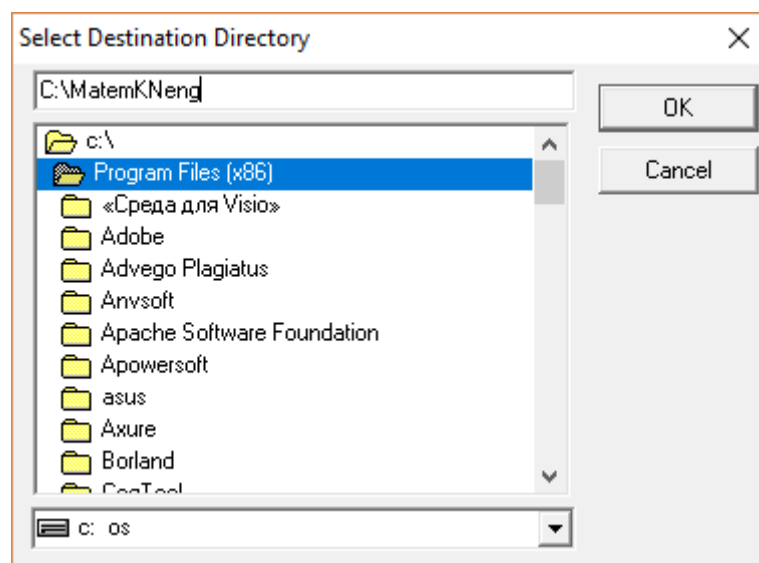 Select Destination Directory
C:\MatemKNeng
OK
c:\
Program Files (x86)
Cancel
«Среда для Visio»
Adobe
Advego Plagiatus
Anvsoft
Apache Software Foundation
Apowersoft
asus
Axure
Borland
CogTool
c: os